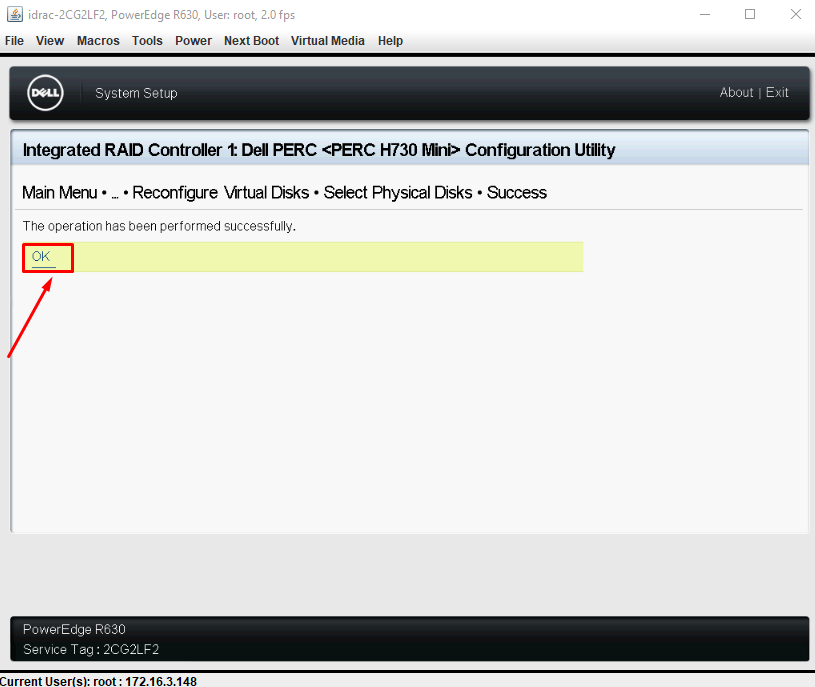 idrac-2CG2LF2, PowerEdge R630, User: root, 2.0 fps
File View Macros Tools Power Next Boot Virtual Media Help
DELL System Setup About | Exit
Integrated RAID Controller 1: Dell PERC <PERC H730 Mini> Configuration Utility
Main Menu • ... • Reconfigure Virtual Disks • Select Physical Disks • Success
The operation has been performed successfully.
OK
PowerEdge R630
Service Tag : 2CG2LF2
Current User(s): root : 172.16.3.148